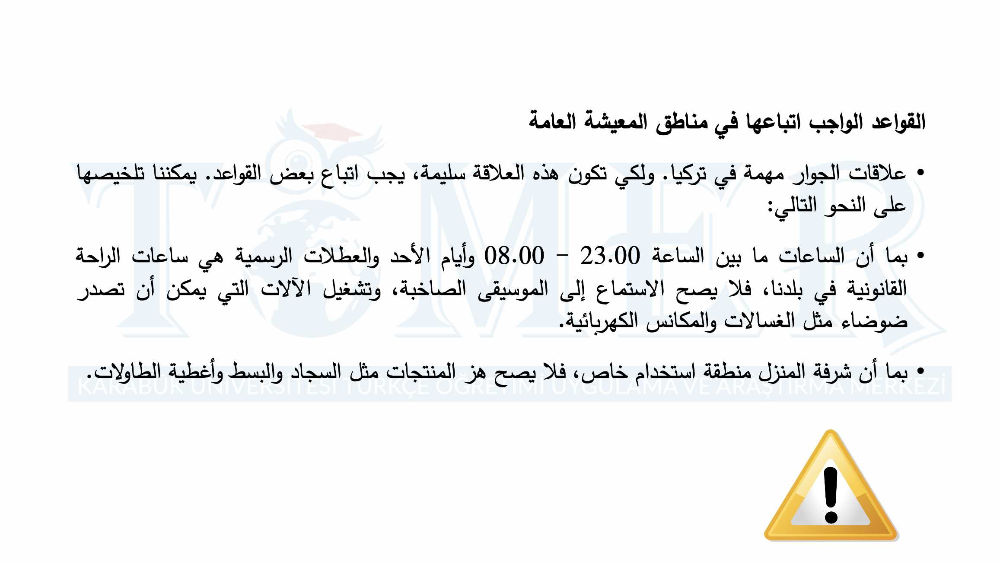 القواعد الواجب اتباعها في مناطق المعيشة العامة
• علاقات الجوار مهمة في تركيا. ولكي تكون هذه العلاقة سليمة، يجب اتباع بعض القواعد. يمكننا تلخيصها
على النحو التالي:
• بما أن الساعات ما بين الساعة 23.00 – 08.00 وأيام الأحد والعطلات الرسمية هي ساعات الراحة
القانونية في بلدنا، فلا يصح الاستماع إلى الموسيقى الصاخبة، وتشغيل الآلات التي يمكن أن تصدر
ضوضاء مثل الغسالات والمكانس الكهربائية.
• بما أن شرفة المنزل منطقة استخدام خاص، فلا يصح هز المنتجات مثل السجاد والبسط وأغطية الطاولات.
TÖMER
KARABÜK ÜNİVERSİTESİ TÜRKÇE ÖĞRETİMİ UYGULAMA VE ARAŞTIRMA MERKEZİ